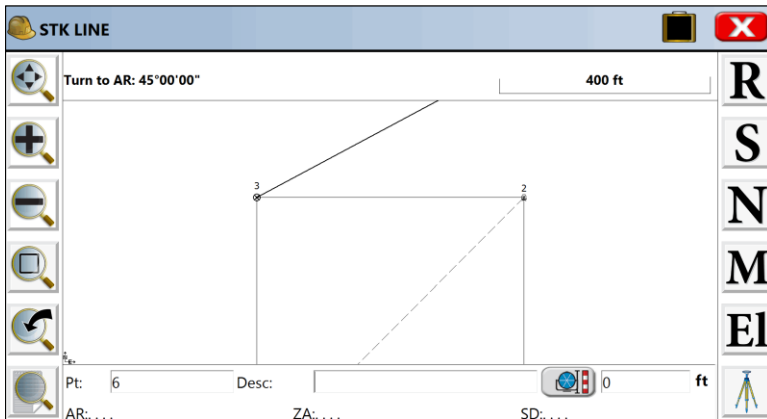 STK LINE
Turn to AR: 45°00'00"
400 ft
R
S
3
2
N
M
El
Pt: 6 Desc: 0 ft
AR:. . . . ZA:. . . . SD:. . . .